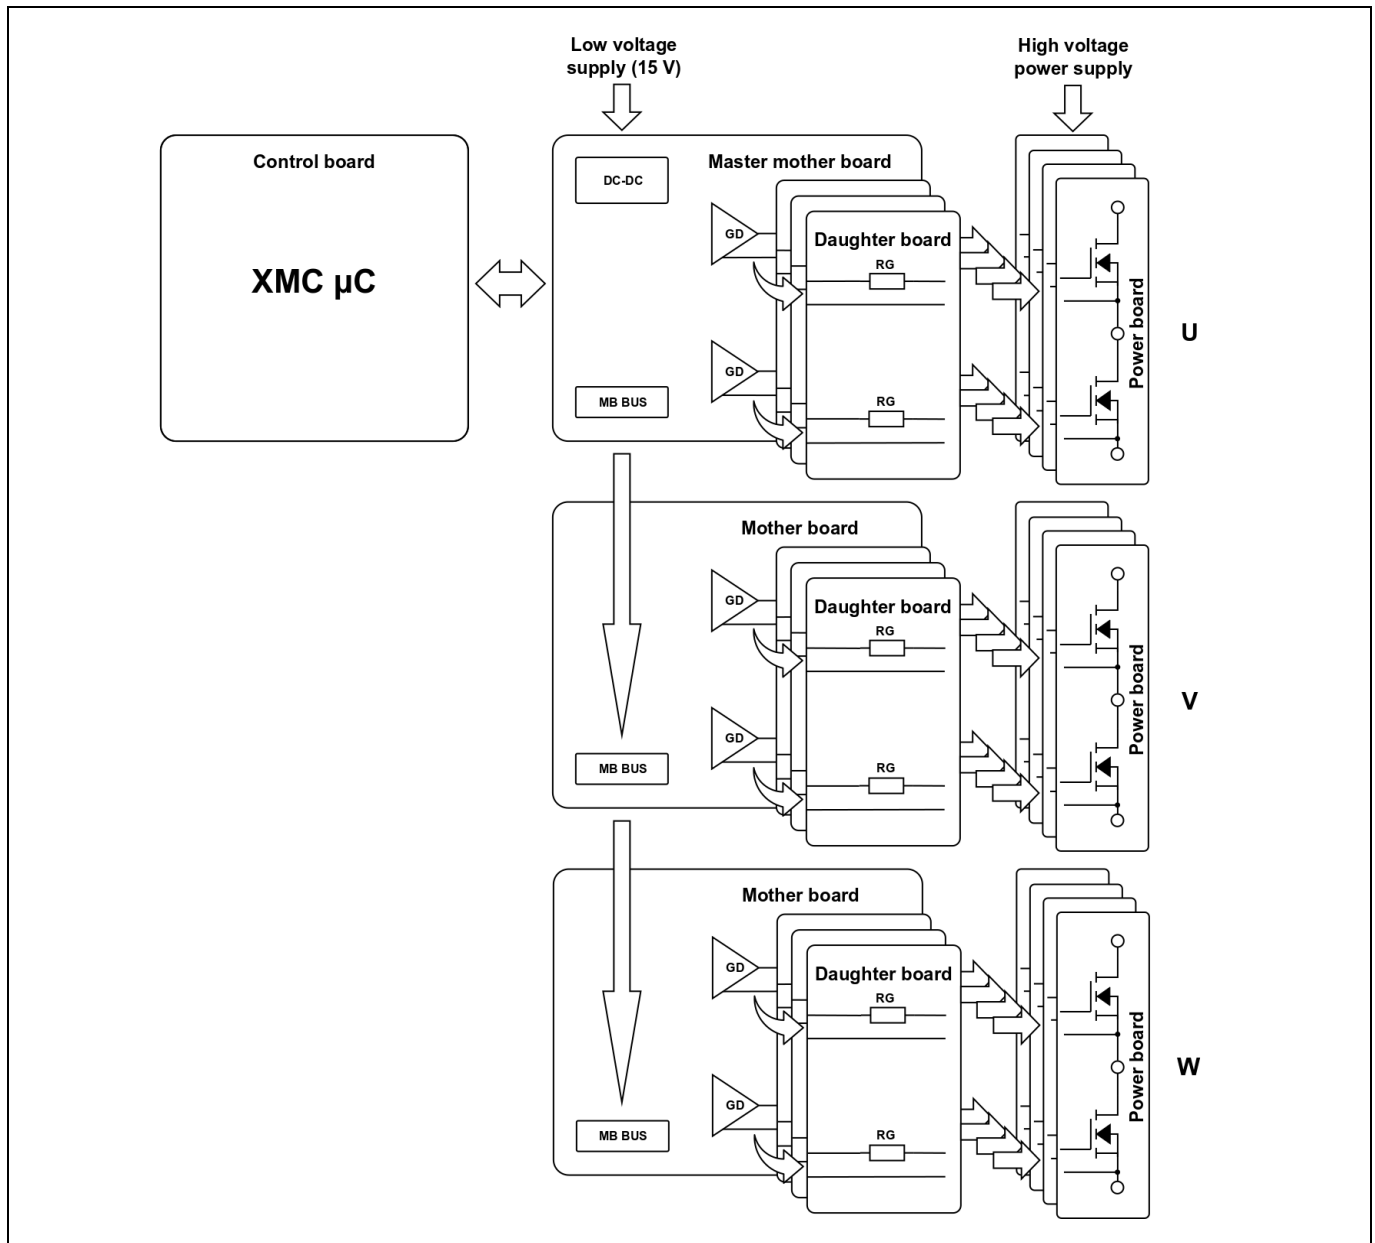 Low voltage
supply (15 V)
High voltage
power supply
Control board
XMC µC
Master mother board
DC-DC
GD
Daughter board
RG
GD
RG
MB BUS
Power board
U
Mother board
GD
Daughter board
RG
GD
RG
MB BUS
Power board
V
Mother board
GD
Daughter board
RG
GD
RG
MB BUS
Power board
W